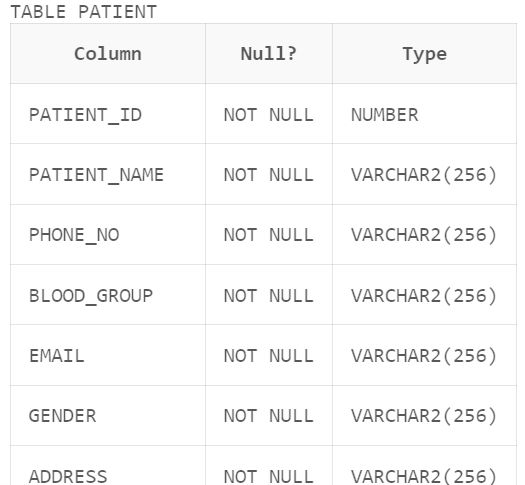 TABLE PATIENT
Column Null? Type
PATIENT_ID NOT NULL NUMBER
PATIENT_NAME NOT NULL VARCHAR2(256)
PHONE_NO NOT NULL VARCHAR2(256)
BLOOD_GROUP NOT NULL VARCHAR2(256)
EMAIL NOT NULL VARCHAR2(256)
GENDER NOT NULL VARCHAR2(256)
ADDRESS NOT NULL VARCHAR2(256)